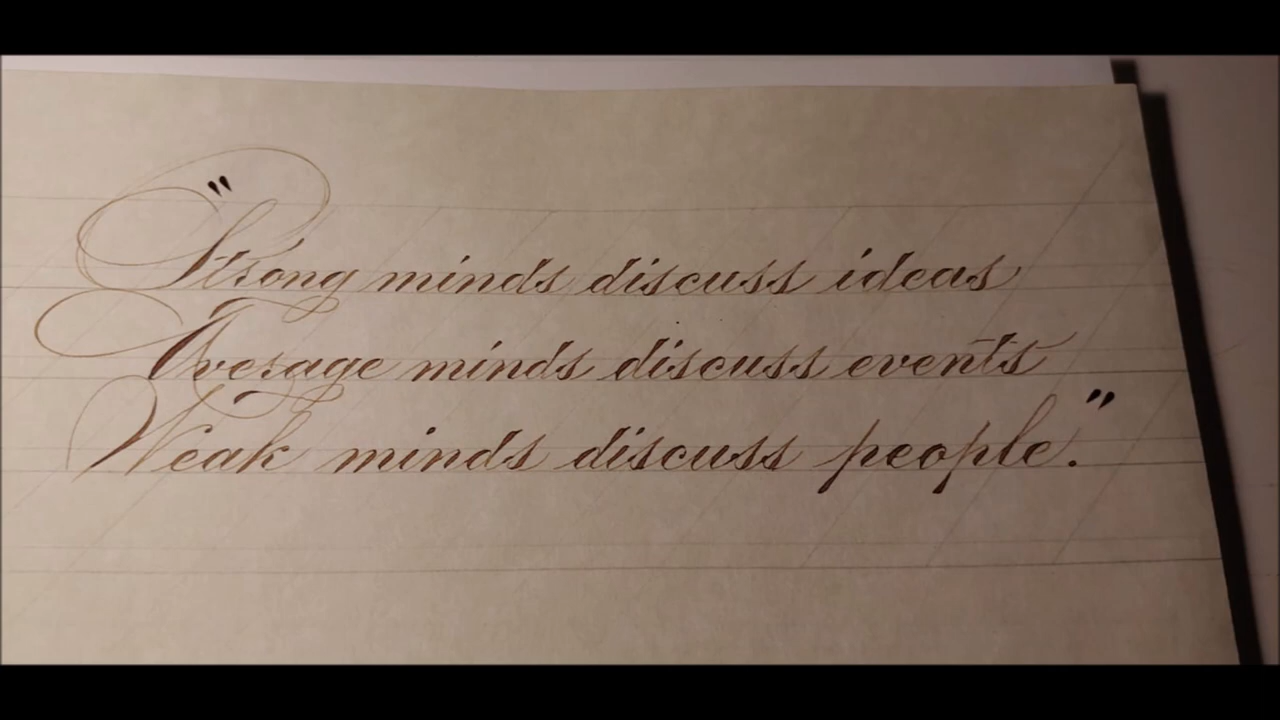 "Strong minds discuss ideas
Average minds discuss events
Weak minds discuss people."